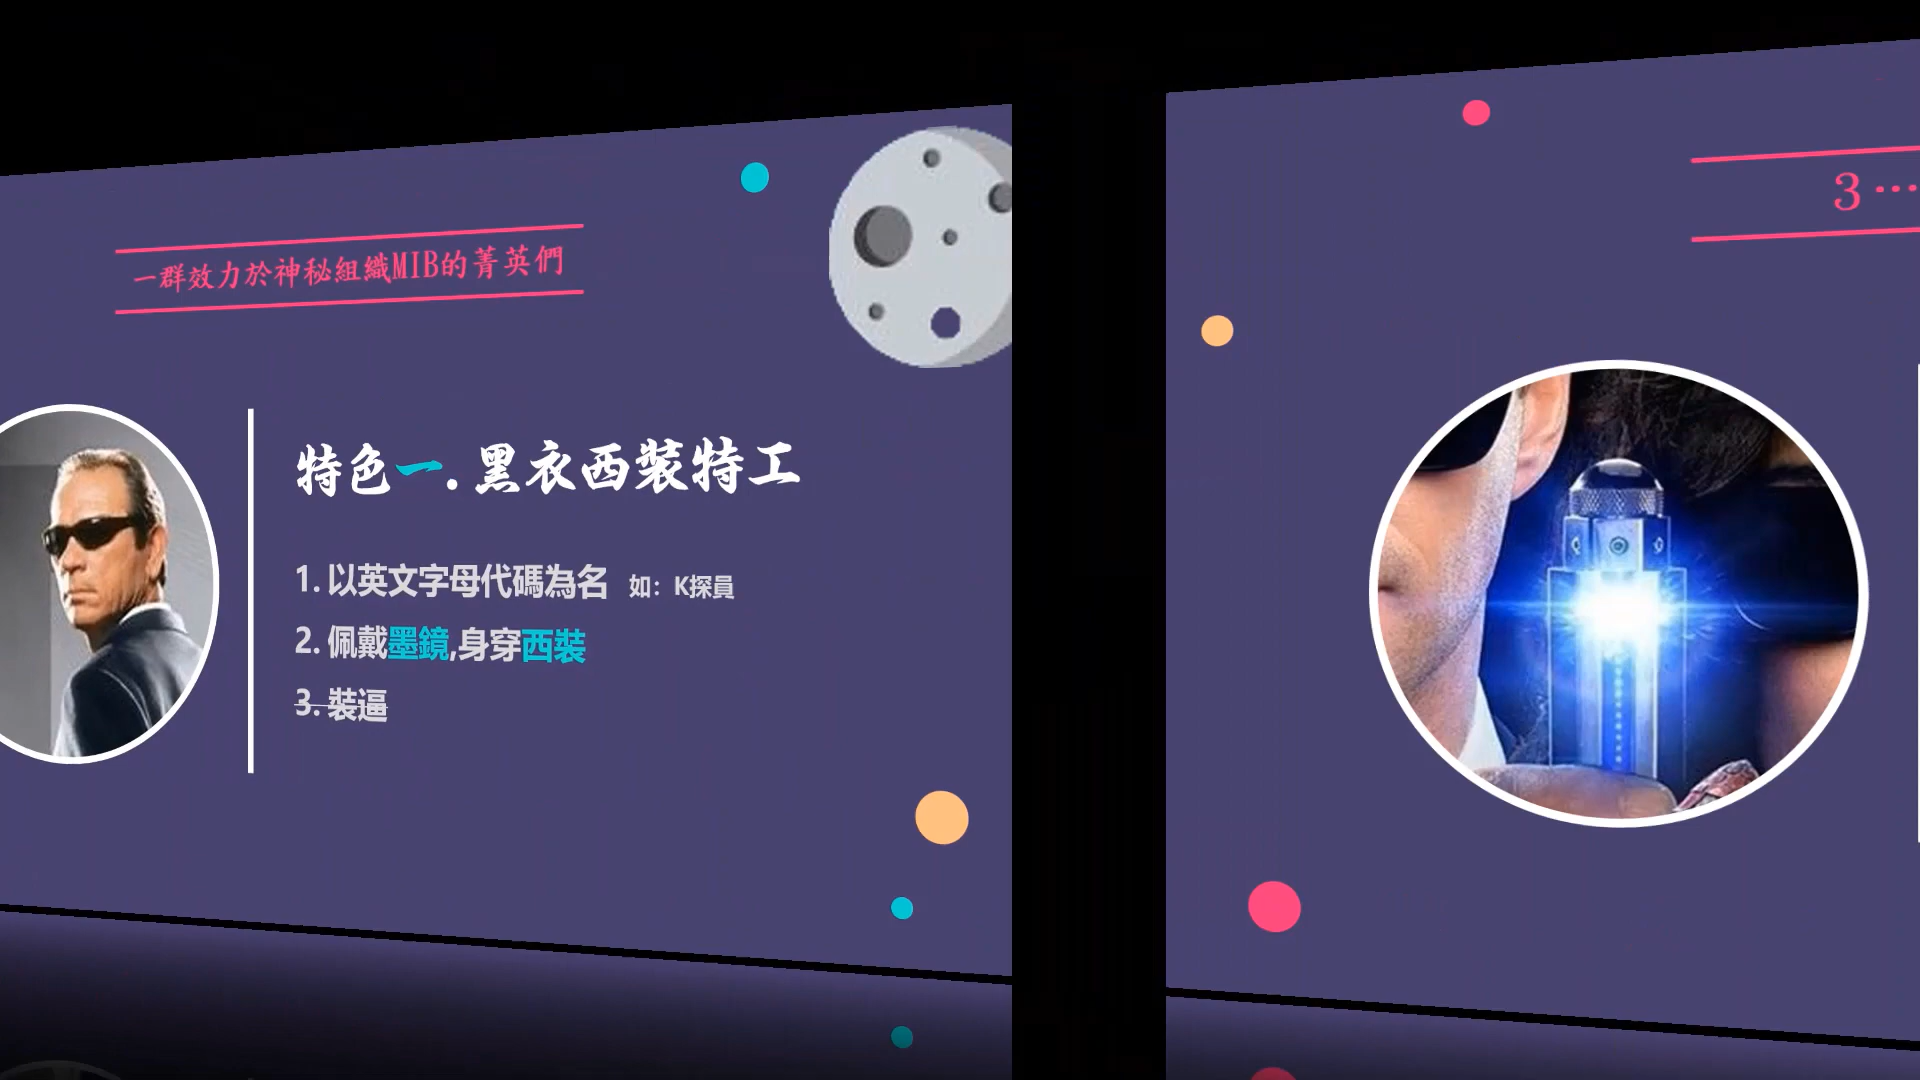 一群效力於神秘組織MIB的菁英們
特色一.黑衣西裝特工
1. 以英文字母代碼為名 如: K探員
2. 佩戴墨鏡,身穿西裝
3. 裝逼
3…